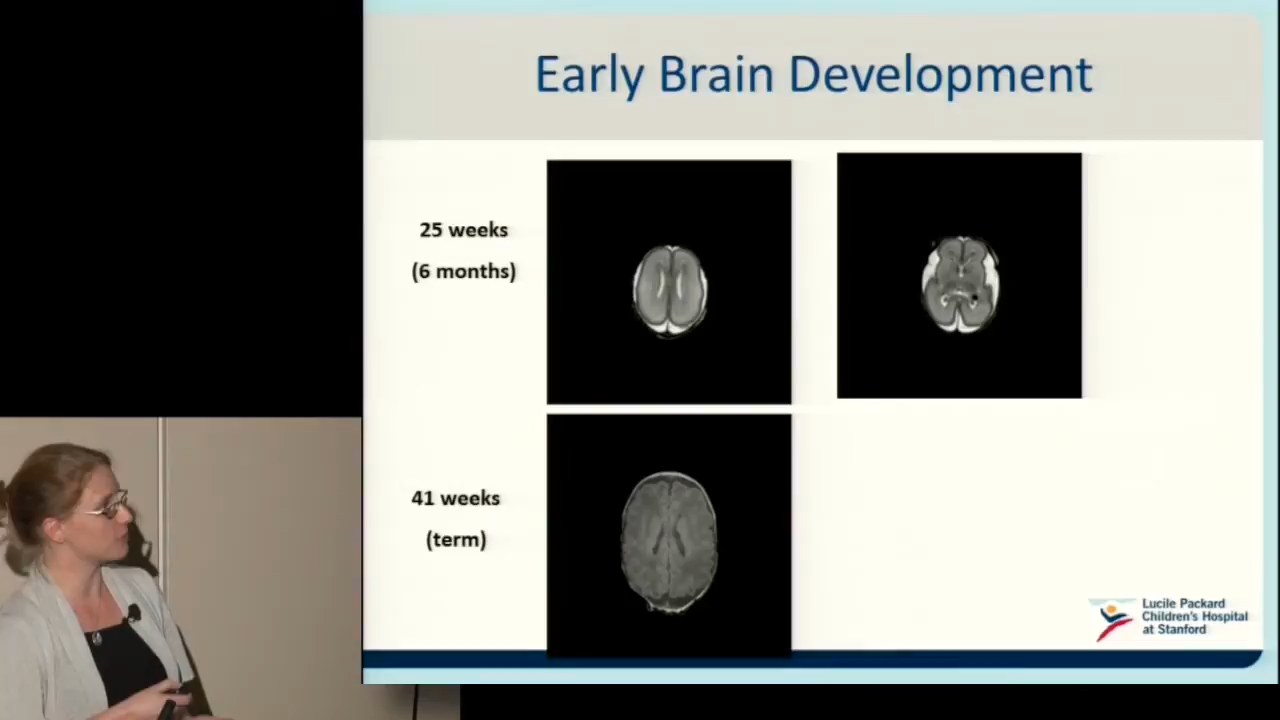 Early Brain Development
25 weeks
(6 months)
41 weeks
(term)
Lucile Packard
Children's Hospital
at Stanford